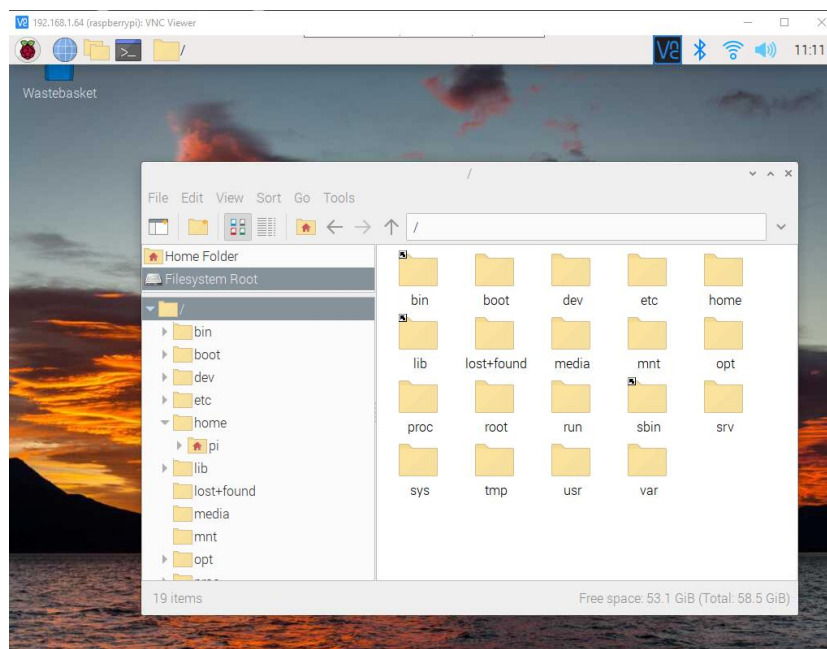 192.168.1.64 (raspberrypi): VNC Viewer
/
11:11
Wastebasket
/
File Edit View Sort Go Tools
/
Home Folder
Filesystem Root
/
bin
boot
dev
etc
home
pi
lib
lost+found
media
mnt
opt
bin boot dev etc home
lib lost+found media mnt opt
proc root run sbin srv
sys tmp usr var
19 items
Free space: 53.1 GiB (Total: 58.5 GiB)